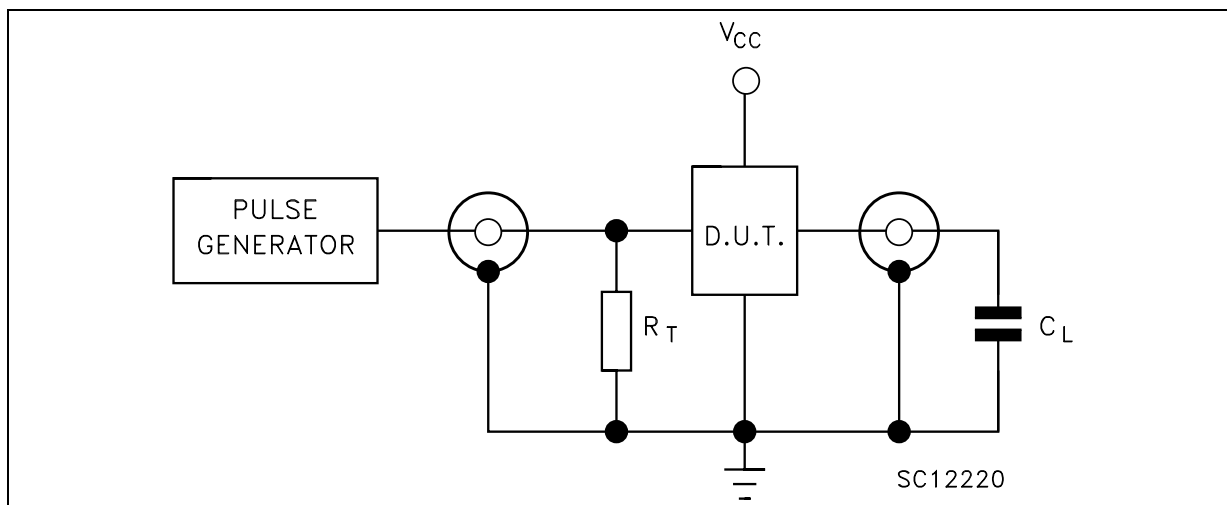 VCC
PULSE
GENERATOR
D.U.T.
RT
CL
SC12220